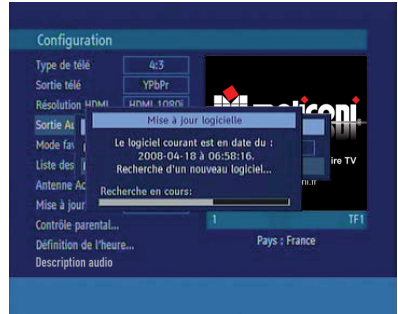 Configuration
Type de télé 4:3
Sortie télé YPbPr
Résolution HDMI HDMI 1080i
Sortie Au
Mode fav
Liste des
Antenne Ac
Mise à jour
Contrôle parental...
Définition de l'heure...
Description audio
Mise à jour logicielle
Le logiciel courant est en date du :
2008-04-18 à 06:58:16.
Recherche d'un nouveau logiciel...
Recherche en cours:
ire TV
1 TF1
Pays : France